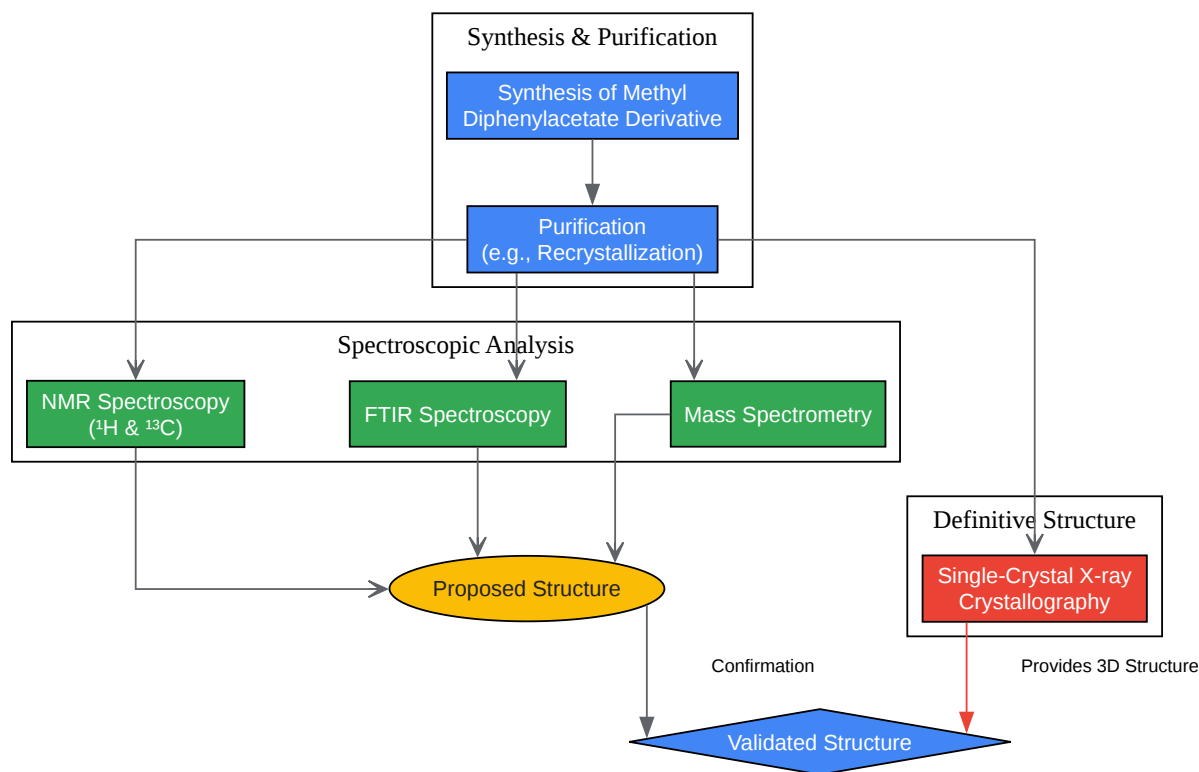 Synthesis & Purification
Synthesis of Methyl
Diphenylacetate Derivative
Purification
(e.g., Recrystallization)
Spectroscopic Analysis
NMR Spectroscopy
(¹H & ¹³C)
FTIR Spectroscopy
Mass Spectrometry
Definitive Structure
Single-Crystal X-ray
Crystallography
Proposed Structure
Confirmation
Provides 3D Structure
Validated Structure